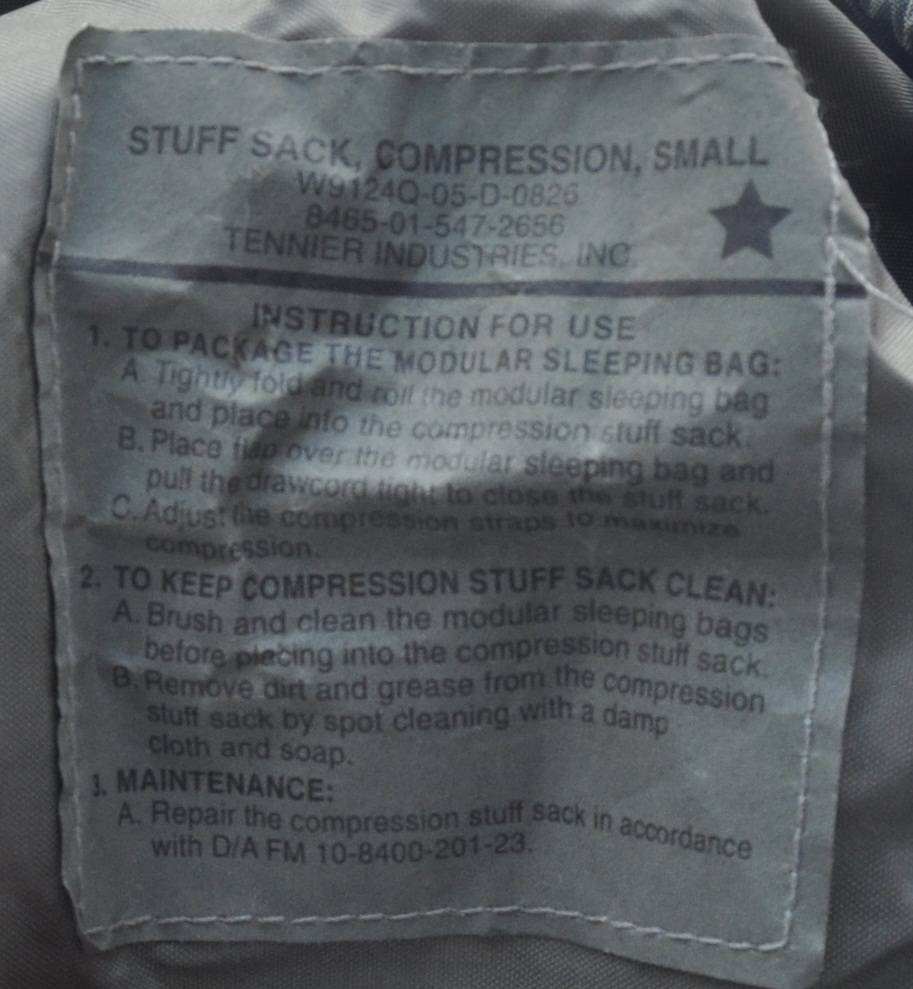 STUFF SACK, COMPRESSION, SMALL
W9124Q-05-D-0826
8465-01-547-2656
TENNIER INDUSTRIES, INC.
INSTRUCTION FOR USE
1. TO PACKAGE THE MODULAR SLEEPING BAG:
A. Tightly fold and roll the modular sleeping bag
and place into the compression stuff sack.
B. Place flap over the modular sleeping bag and
pull the drawcord tight to close the stuff sack.
C. Adjust the compression straps to maximize
compression.
2. TO KEEP COMPRESSION STUFF SACK CLEAN:
A. Brush and clean the modular sleeping bags
before placing into the compression stuff sack.
B. Remove dirt and grease from the compression
stuff sack by spot cleaning with a damp
cloth and soap.
3. MAINTENANCE:
A. Repair the compression stuff sack in accordance
with D/A FM 10-8400-201-23.